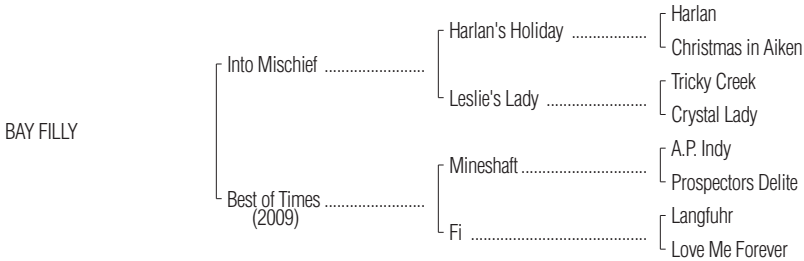 Harlan
Harlan's Holiday ..................
Christmas in Aiken
Into Mischief ........................
Tricky Creek
Leslie's Lady ........................
Crystal Lady
BAY FILLY
A.P. Indy
Mineshaft..............................
Prospectors Delite
Best of Times ........................
(2009)
Langfuhr
Fi ..........................................
Love Me Forever